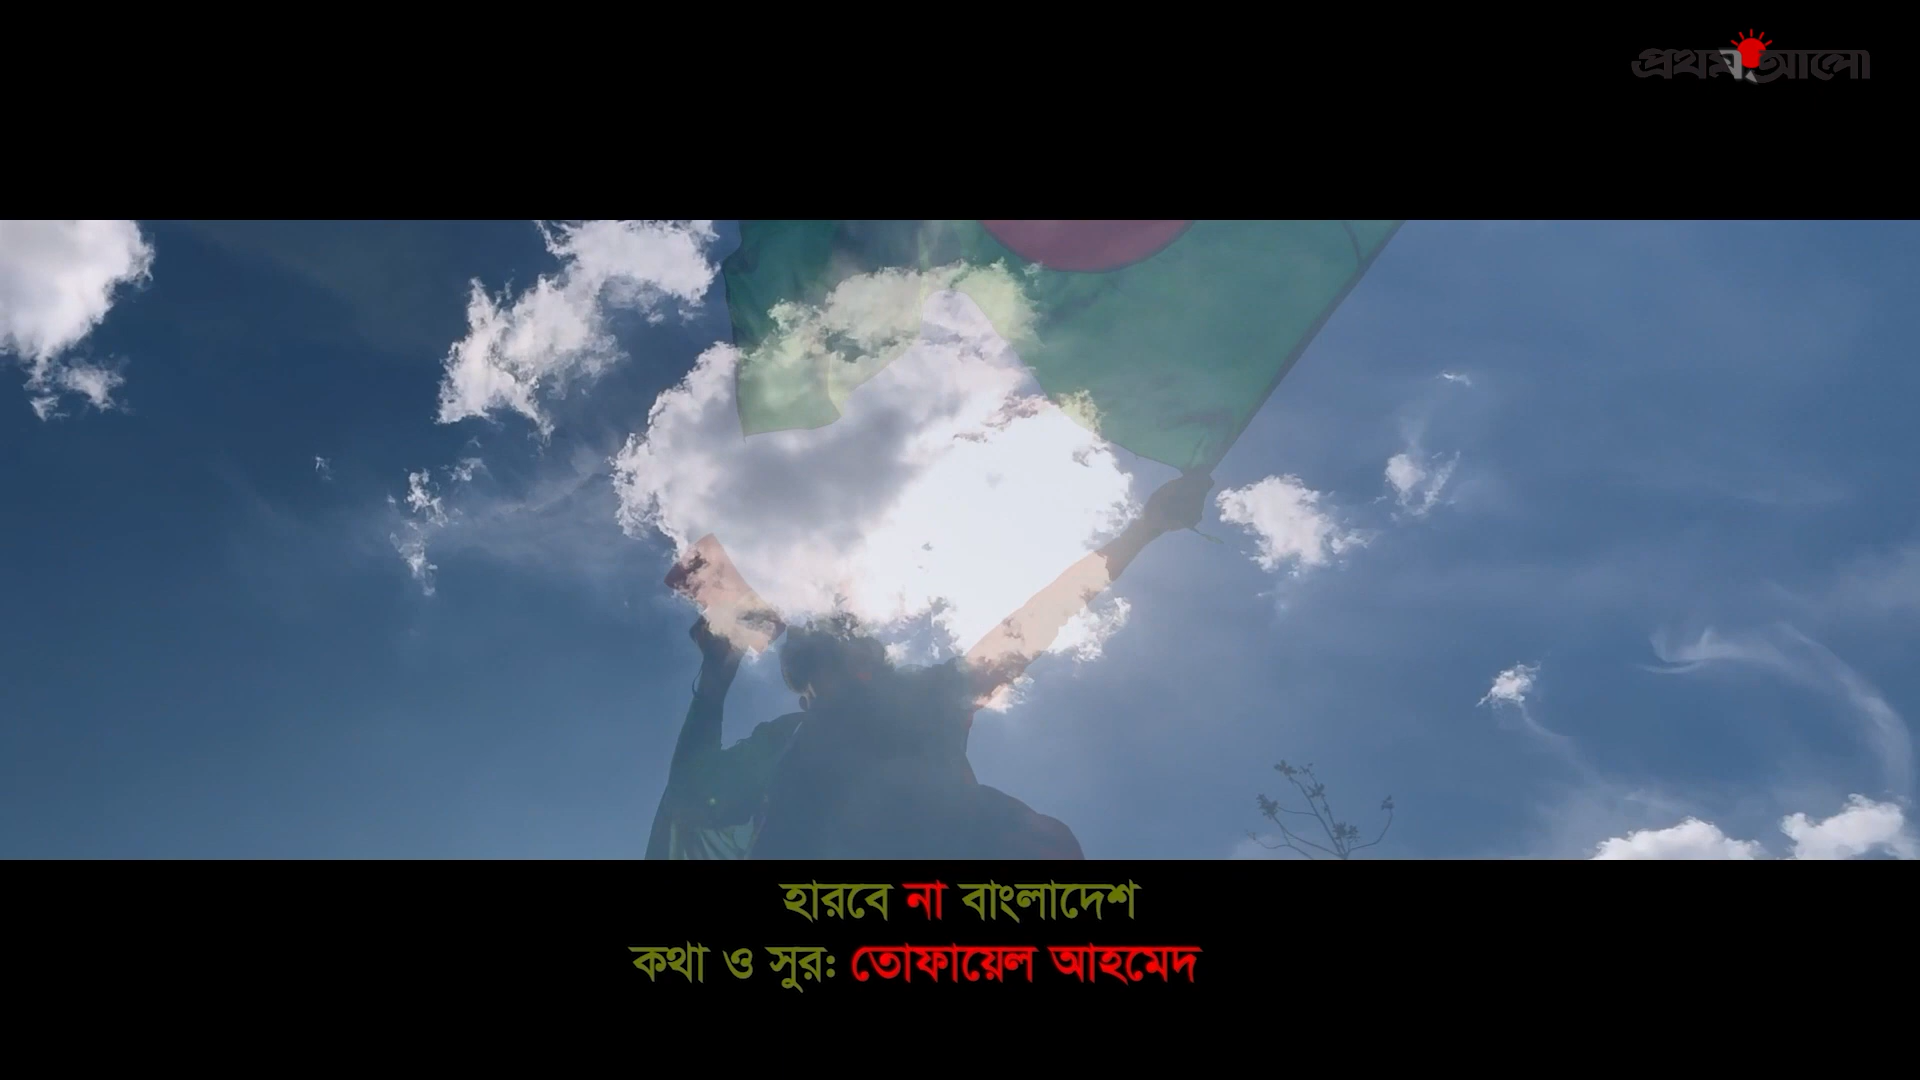 প্রথম আলো
হারবে না বাংলাদেশ
কথা ও সুর: তোফায়েল আহমেদ